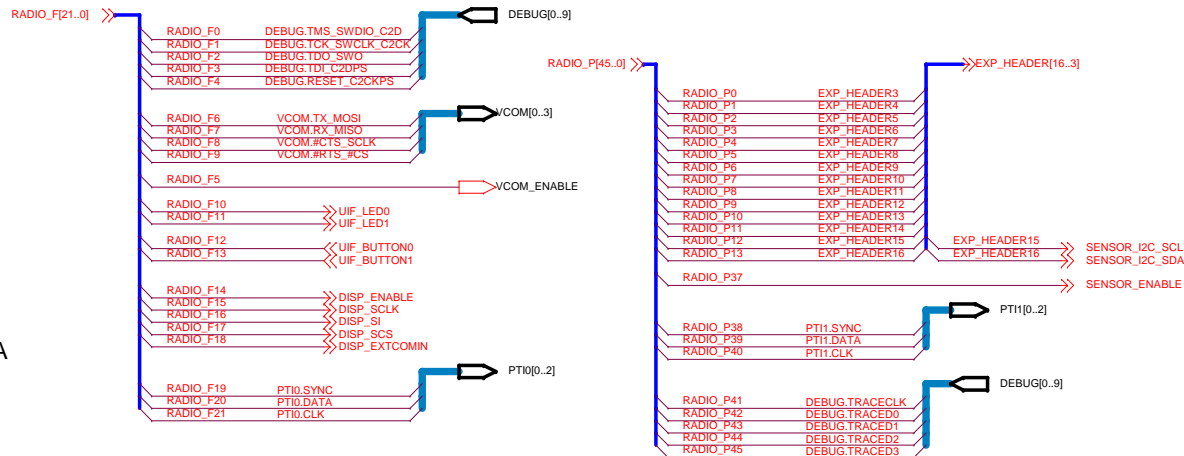 RADIO_F[21..0]
DEBUG[0..9]
RADIO_F0 DEBUG.TMS_SWDIO_C2D
RADIO_F1 DEBUG.TCK_SWCLK_C2CK
RADIO_F2 DEBUG.TDO_SWO
RADIO_F3 DEBUG.TDI_C2DPS
RADIO_F4 DEBUG.RESET_C2CKPS
VCOM[0..3]
RADIO_F6 VCOM.TX_MOSI
RADIO_F7 VCOM.RX_MISO
RADIO_F8 VCOM.#CTS_SCLK
RADIO_F9 VCOM.#RTS_#CS
RADIO_F5 VCOM_ENABLE
RADIO_F10 UIF_LED0
RADIO_F11 UIF_LED1
RADIO_F12 UIF_BUTTON0
RADIO_F13 UIF_BUTTON1
RADIO_F14 DISP_ENABLE
RADIO_F15 DISP_SCLK
RADIO_F16 DISP_SI
RADIO_F17 DISP_SCS
RADIO_F18 DISP_EXTCOMIN
A
PTI0[0..2]
RADIO_F19 PTI0.SYNC
RADIO_F20 PTI0.DATA
RADIO_F21 PTI0.CLK
RADIO_P[45..0]
EXP_HEADER[16..3]
RADIO_P0 EXP_HEADER3
RADIO_P1 EXP_HEADER4
RADIO_P2 EXP_HEADER5
RADIO_P3 EXP_HEADER6
RADIO_P4 EXP_HEADER7
RADIO_P5 EXP_HEADER8
RADIO_P6 EXP_HEADER9
RADIO_P7 EXP_HEADER10
RADIO_P8 EXP_HEADER11
RADIO_P9 EXP_HEADER12
RADIO_P10 EXP_HEADER13
RADIO_P11 EXP_HEADER14
RADIO_P12 EXP_HEADER15 EXP_HEADER15 SENSOR_I2C_SCL
RADIO_P13 EXP_HEADER16 EXP_HEADER16 SENSOR_I2C_SDA
RADIO_P37 SENSOR_ENABLE
PTI1[0..2]
RADIO_P38 PTI1.SYNC
RADIO_P39 PTI1.DATA
RADIO_P40 PTI1.CLK
DEBUG[0..9]
RADIO_P41 DEBUG.TRACECLK
RADIO_P42 DEBUG.TRACED0
RADIO_P43 DEBUG.TRACED1
RADIO_P44 DEBUG.TRACED2
RADIO_P45 DEBUG.TRACED3